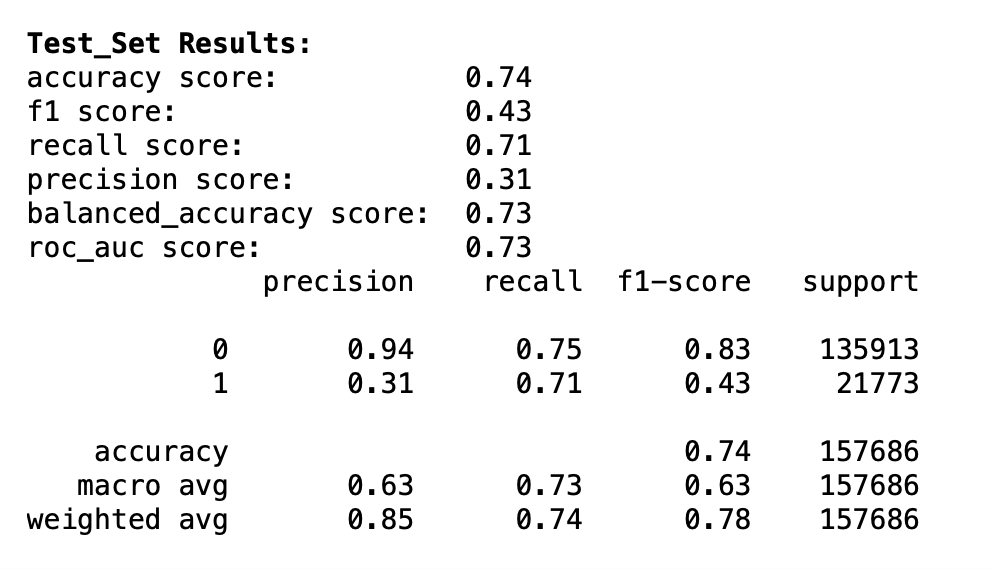 Test_Set Results:
accuracy score: 0.74
f1 score: 0.43
recall score: 0.71
precision score: 0.31
balanced_accuracy score: 0.73
roc_auc score: 0.73
precision recall f1-score support
0 0.94 0.75 0.83 135913
1 0.31 0.71 0.43 21773
accuracy 0.74 157686
macro avg 0.63 0.73 0.63 157686
weighted avg 0.85 0.74 0.78 157686